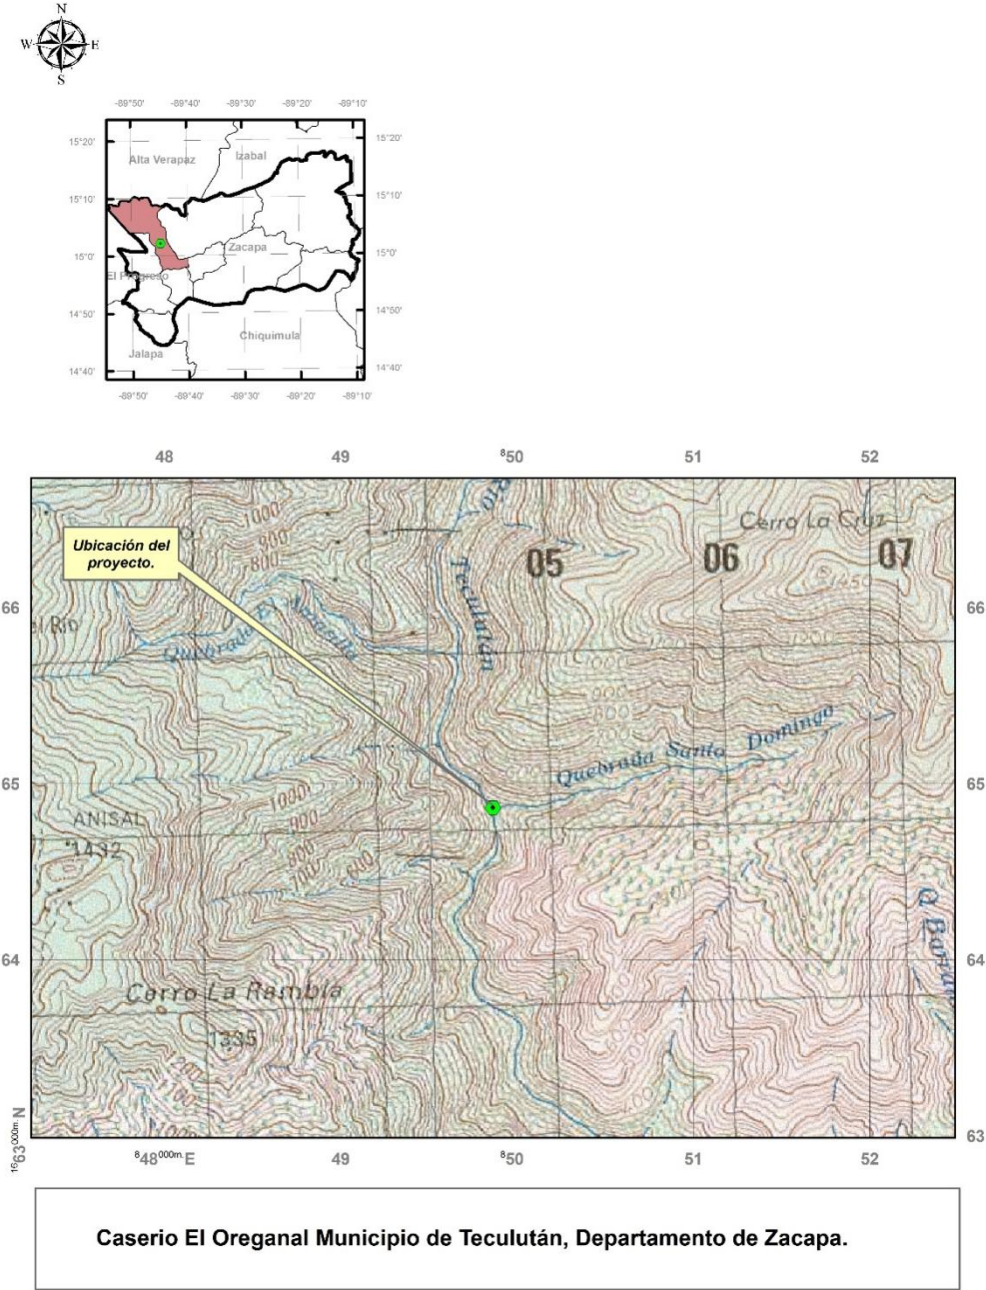 N
W E
S
-89°50' -89°40' -89°30' -89°20' -89°10'
15°20' 15°20'
Alta Verapaz Izabal
15°10' 15°10'
Zacapa
15°0' 15°0'
El Progreso
14°50' 14°50'
Chiquimula
Jalapa
14°40' 14°40'
-89°50' -89°40' -89°30' -89°20' -89°10'
48 49 ⁸50 51 52
Río
1000
Cerro La Cruz
Ubicación del
proyecto.
900
800
05 06 07
Teculután
1450
66 66
el Río
Quebrada El
1200
1000
Quebrada Santo Domingo
65 65
1000
ANISAL
900
1432
800
700
600
64 64
Cerro La Rambla
1335
¹⁶63⁰⁰⁰ᵐ· N 63
⁸48⁰⁰⁰ᵐ· E 49 ⁸50 51 52
Caserio El Oreganal Municipio de Teculután, Departamento de Zacapa.